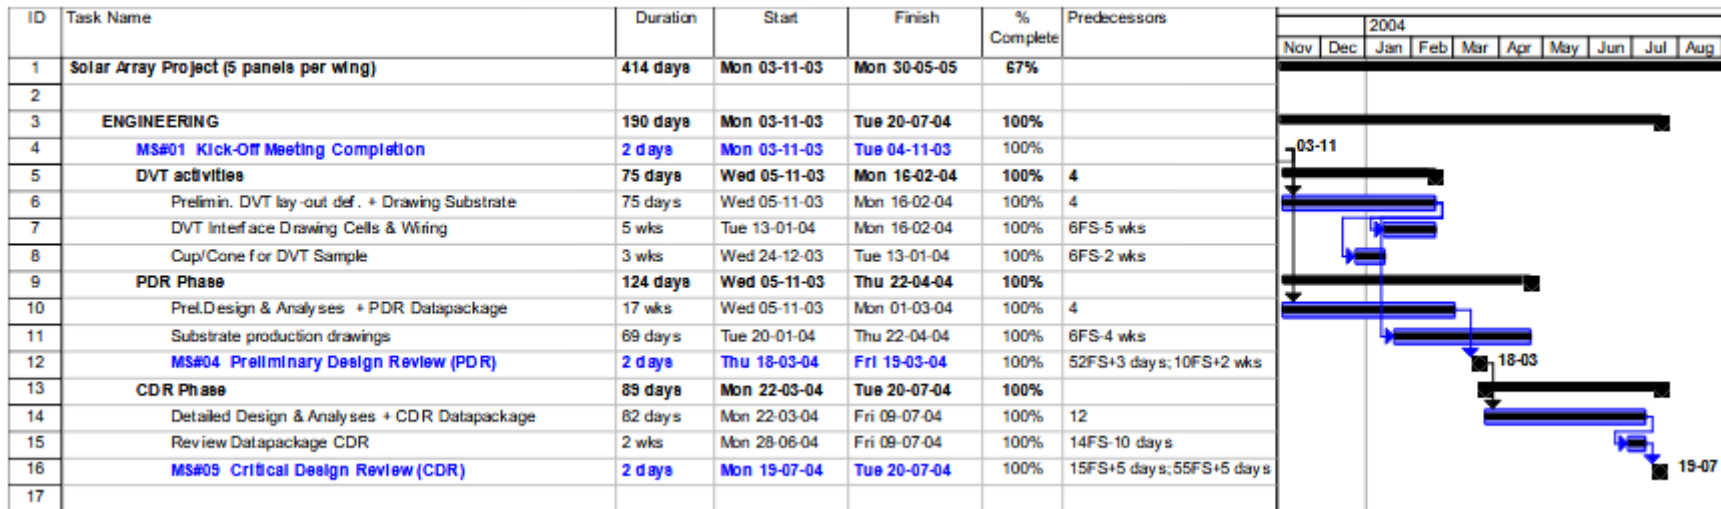 ID Task Name Duration Start Finish % Complete Predecessors
2004
Nov Dec Jan Feb Mar Apr May Jun Jul Aug
1 Solar Array Project (5 panels per wing) 414 days Mon 03-11-03 Mon 30-05-05 67%
2
3 ENGINEERING 190 days Mon 03-11-03 Tue 20-07-04 100%
4 MS#01 Kick-Off Meeting Completion 2 days Mon 03-11-03 Tue 04-11-03 100% 03-11
5 DVT activities 75 days Wed 05-11-03 Mon 16-02-04 100% 4
6 Prelimin. DVT lay-out def. + Drawing Substrate 75 days Wed 05-11-03 Mon 16-02-04 100% 4
7 DVT Interface Drawing Cells & Wiring 5 wks Tue 13-01-04 Mon 16-02-04 100% 6FS-5 wks
8 Cup/Cone for DVT Sample 3 wks Wed 24-12-03 Tue 13-01-04 100% 6FS-2 wks
9 PDR Phase 124 days Wed 05-11-03 Thu 22-04-04 100%
10 Prel.Design & Analyses + PDR Datapackage 17 wks Wed 05-11-03 Mon 01-03-04 100% 4
11 Substrate production drawings 69 days Tue 20-01-04 Thu 22-04-04 100% 6FS-4 wks
12 MS#04 Preliminary Design Review (PDR) 2 days Thu 18-03-04 Fri 19-03-04 100% 52FS+3 days;10FS+2 wks 18-03
13 CDR Phase 89 days Mon 22-03-04 Tue 20-07-04 100%
14 Detailed Design & Analyses + CDR Datapackage 82 days Mon 22-03-04 Fri 09-07-04 100% 12
15 Review Datapackage CDR 2 wks Mon 28-06-04 Fri 09-07-04 100% 14FS-10 days
16 MS#09 Critical Design Review (CDR) 2 days Mon 19-07-04 Tue 20-07-04 100% 15FS+5 days;55FS+5 days 19-07
17